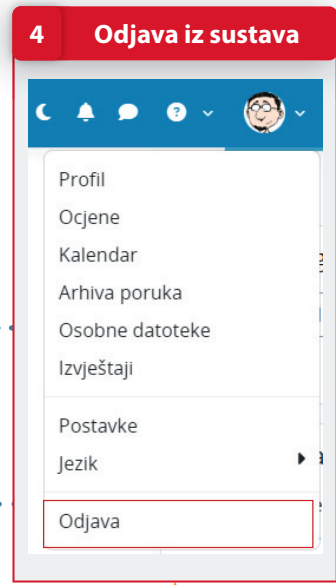 4 Odjava iz sustava
Profil
Ocjene
Kalendar
Arhiva poruka
Osobne datoteke
Izvještaji
Postavke
Jezik
Odjava